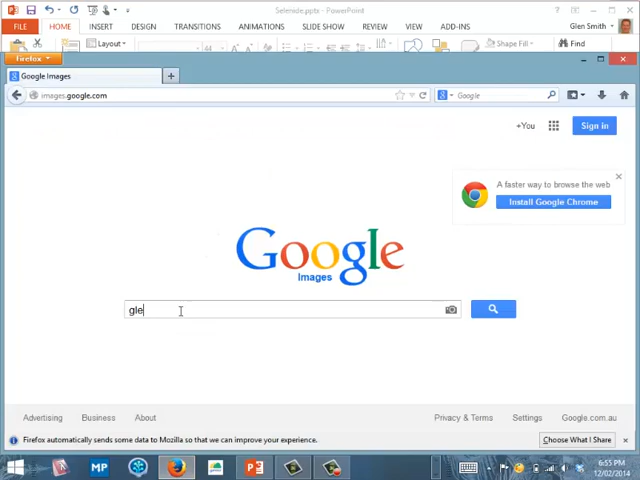 Selenide.pptx - PowerPoint
FILE HOME INSERT DESIGN TRANSITIONS ANIMATIONS SLIDE SHOW REVIEW VIEW ADD-INS Glen Smith
Layout 44 Shape Fill Find
Firefox
Google Images
images.google.com Google
+You Sign in
A faster way to browse the web
Install Google Chrome
Google
Images
gle
Advertising Business About Privacy & Terms Settings Google.com.au
Firefox automatically sends some data to Mozilla so that we can improve your experience. Choose What I Share
MP
6:55 PM
12/02/2014